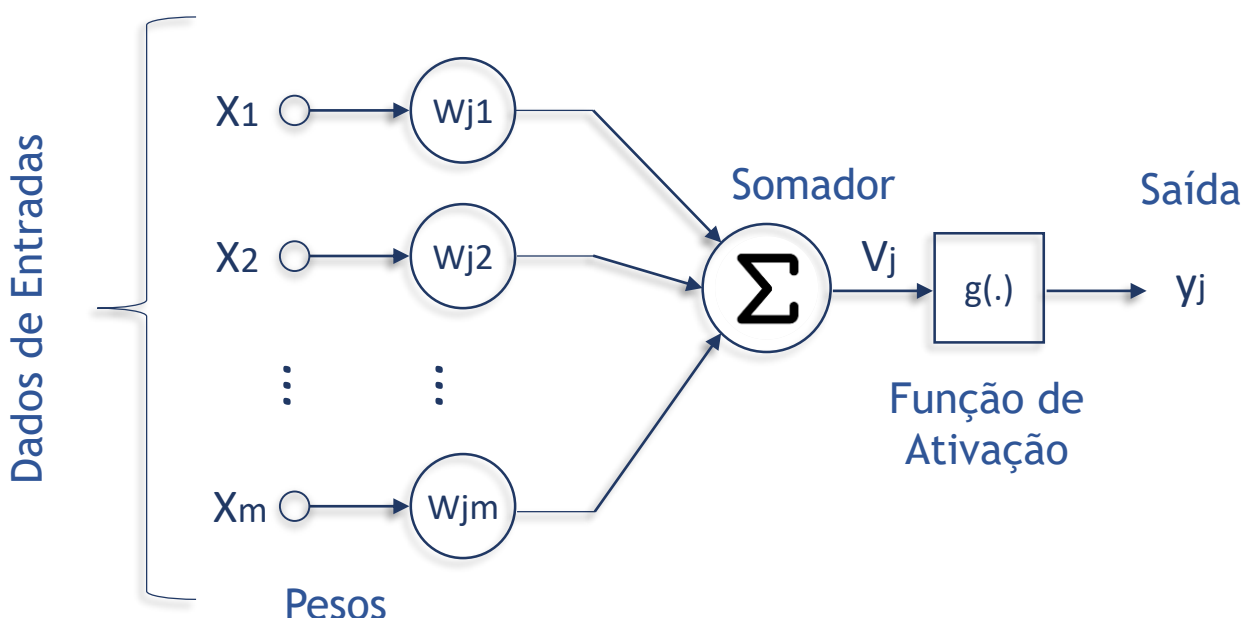 Dados de Entradas
X1
Wj1
X2
Wj2
Xm
Wjm
Pesos
Somador
Σ
Vj
g(.)
Função de
Ativação
Saída
yj